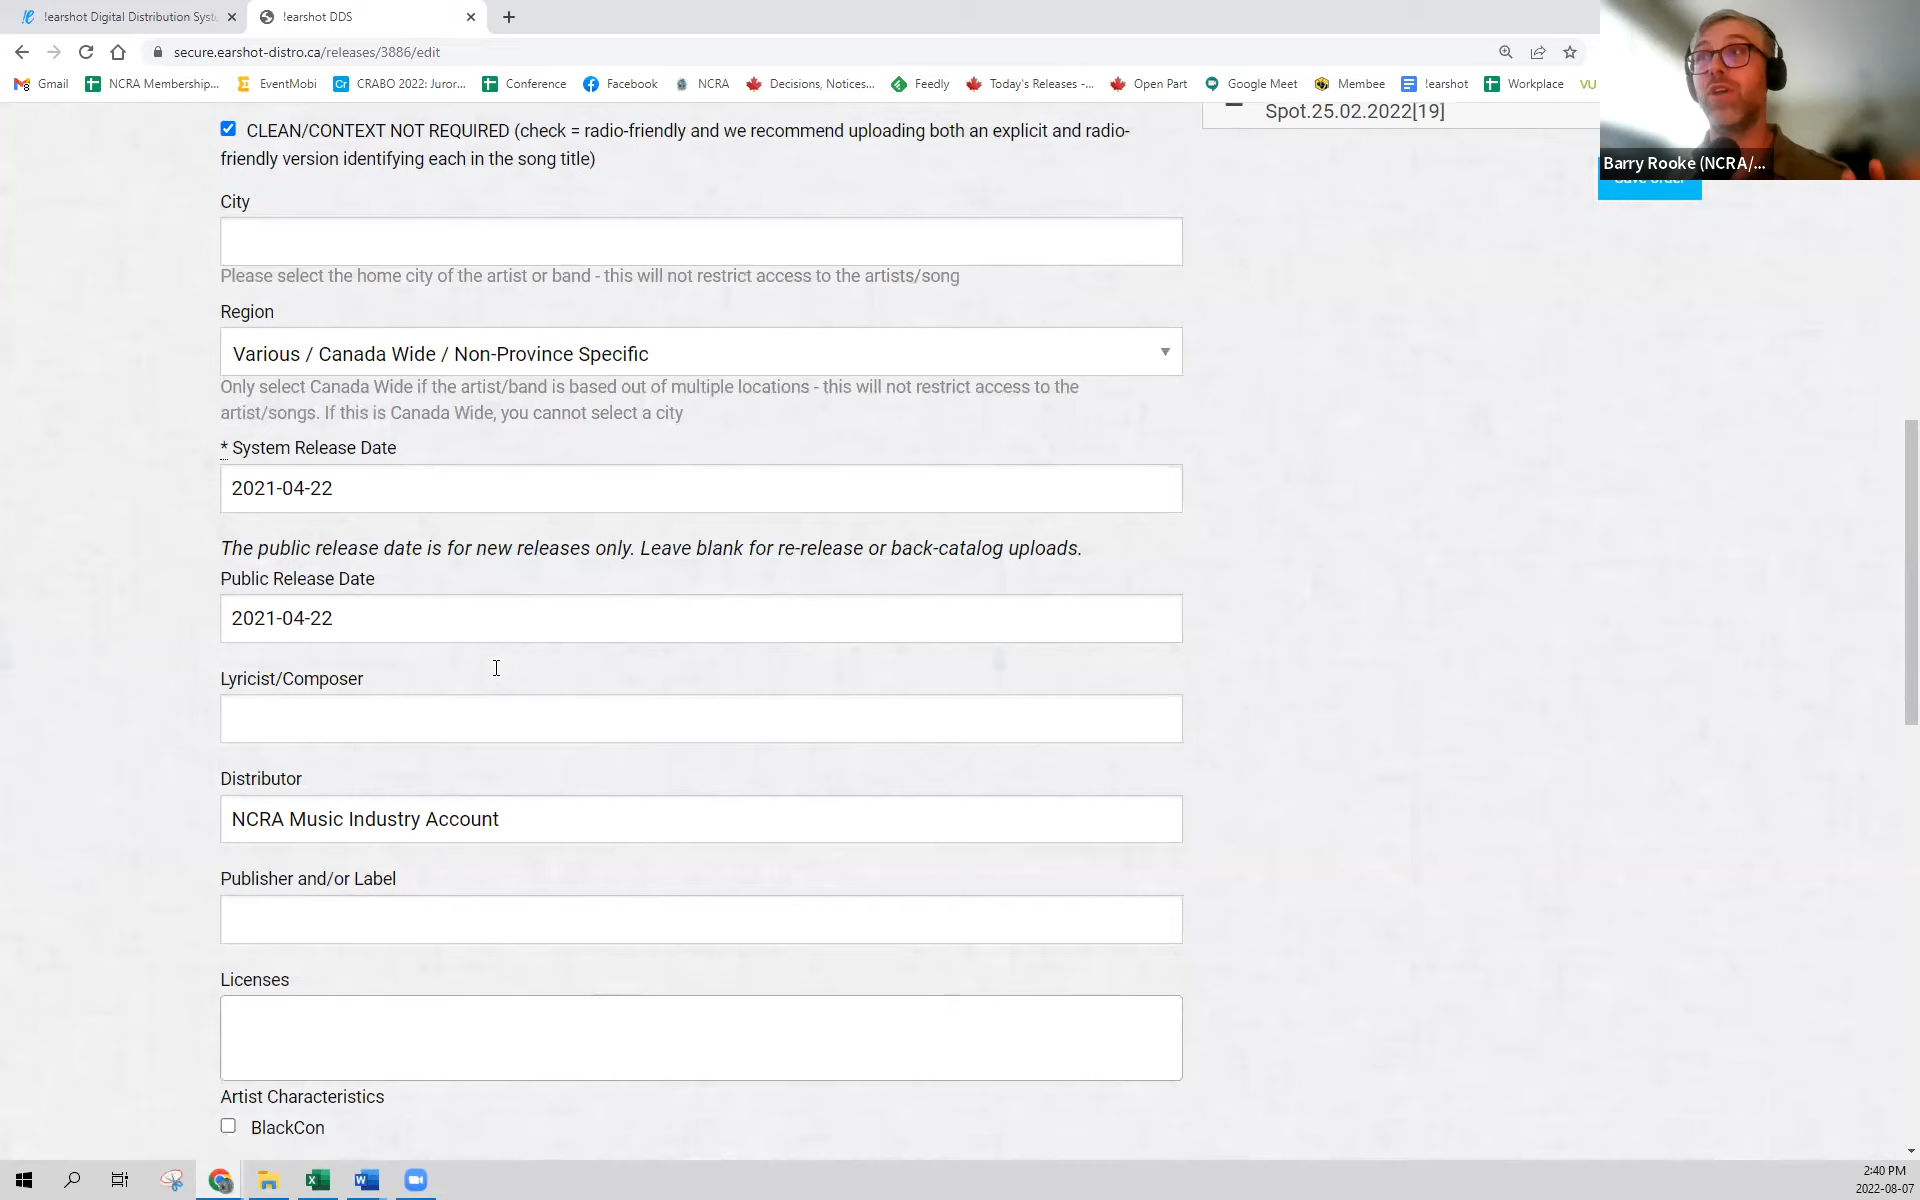 !earshot Digital Distribution Syst
!earshot DDS
secure.earshot-distro.ca/releases/3886/edit
Gmail
NCRA Membership...
EventMobi
CRABO 2022: Juror...
Conference
Facebook
NCRA
Decisions, Notices...
Feedly
Today's Releases -...
Open Part
Google Meet
Membee
!earshot
Workplace
VU
CLEAN/CONTEXT NOT REQUIRED (check = radio-friendly and we recommend uploading both an explicit and radio-
friendly version identifying each in the song title)
Spot.25.02.2022[19]
Barry Rooke (NCRA/...
Save order
City
Please select the home city of the artist or band - this will not restrict access to the artists/song
Region
Various / Canada Wide / Non-Province Specific
Only select Canada Wide if the artist/band is based out of multiple locations - this will not restrict access to the
artist/songs. If this is Canada Wide, you cannot select a city
* System Release Date
2021-04-22
The public release date is for new releases only. Leave blank for re-release or back-catalog uploads.
Public Release Date
2021-04-22
Lyricist/Composer
Distributor
NCRA Music Industry Account
Publisher and/or Label
Licenses
Artist Characteristics
BlackCon
2:40 PM
2022-08-07